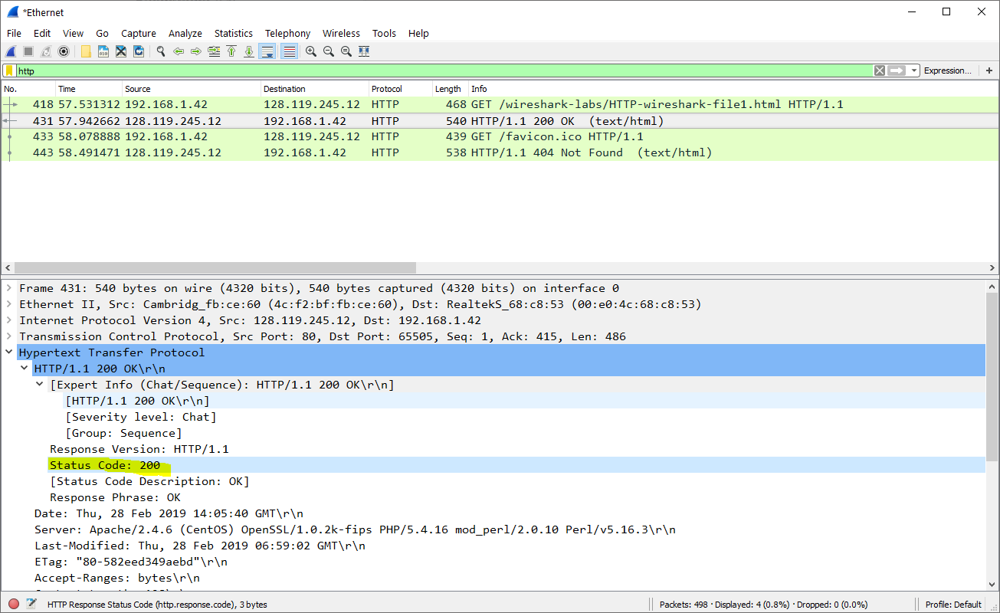 *Ethernet
File Edit View Go Capture Analyze Statistics Telephony Wireless Tools Help
http Expression... +
No. Time Source Destination Protocol Length Info
418 57.531312 192.168.1.42 128.119.245.12 HTTP 468 GET /wireshark-labs/HTTP-wireshark-file1.html HTTP/1.1
431 57.942662 128.119.245.12 192.168.1.42 HTTP 540 HTTP/1.1 200 OK (text/html)
433 58.078888 192.168.1.42 128.119.245.12 HTTP 439 GET /favicon.ico HTTP/1.1
443 58.491471 128.119.245.12 192.168.1.42 HTTP 538 HTTP/1.1 404 Not Found (text/html)
Frame 431: 540 bytes on wire (4320 bits), 540 bytes captured (4320 bits) on interface 0
Ethernet II, Src: Cambridg_fb:ce:60 (4c:f2:bf:fb:ce:60), Dst: RealtekS_68:c8:53 (00:e0:4c:68:c8:53)
Internet Protocol Version 4, Src: 128.119.245.12, Dst: 192.168.1.42
Transmission Control Protocol, Src Port: 80, Dst Port: 65505, Seq: 1, Ack: 415, Len: 486
Hypertext Transfer Protocol
HTTP/1.1 200 OK\r\n
[Expert Info (Chat/Sequence): HTTP/1.1 200 OK\r\n]
[HTTP/1.1 200 OK\r\n]
[Severity level: Chat]
[Group: Sequence]
Response Version: HTTP/1.1
Status Code: 200
[Status Code Description: OK]
Response Phrase: OK
Date: Thu, 28 Feb 2019 14:05:40 GMT\r\n
Server: Apache/2.4.6 (CentOS) OpenSSL/1.0.2k-fips PHP/5.4.16 mod_perl/2.0.10 Perl/v5.16.3\r\n
Last-Modified: Thu, 28 Feb 2019 06:59:02 GMT\r\n
ETag: "80-582eed349aebd"\r\n
Accept-Ranges: bytes\r\n
HTTP Response Status Code (http.response.code), 3 bytes Packets: 498 · Displayed: 4 (0.8%) · Dropped: 0 (0.0%) Profile: Default